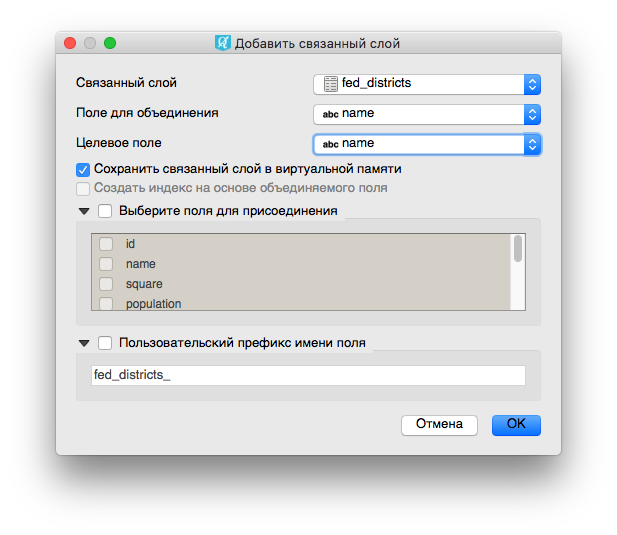 Добавить связанный слой
Связанный слой fed_districts
Поле для объединения abc name
Целевое поле abc name
Сохранить связанный слой в виртуальной памяти
Создать индекс на основе объединяемого поля
Выберите поля для присоединения
id
name
square
population
Пользовательский префикс имени поля
fed_districts_
Отмена OK